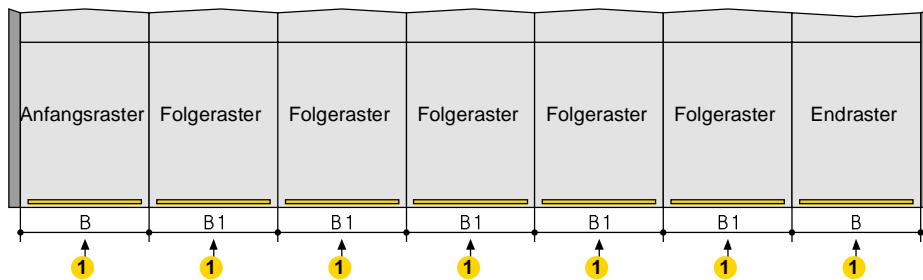 Anfangsraster Folgeraster Folgeraster Folgeraster Folgeraster Folgeraster Endraster
B B1 B1 B1 B1 B1 B
1 1 1 1 1 1 1